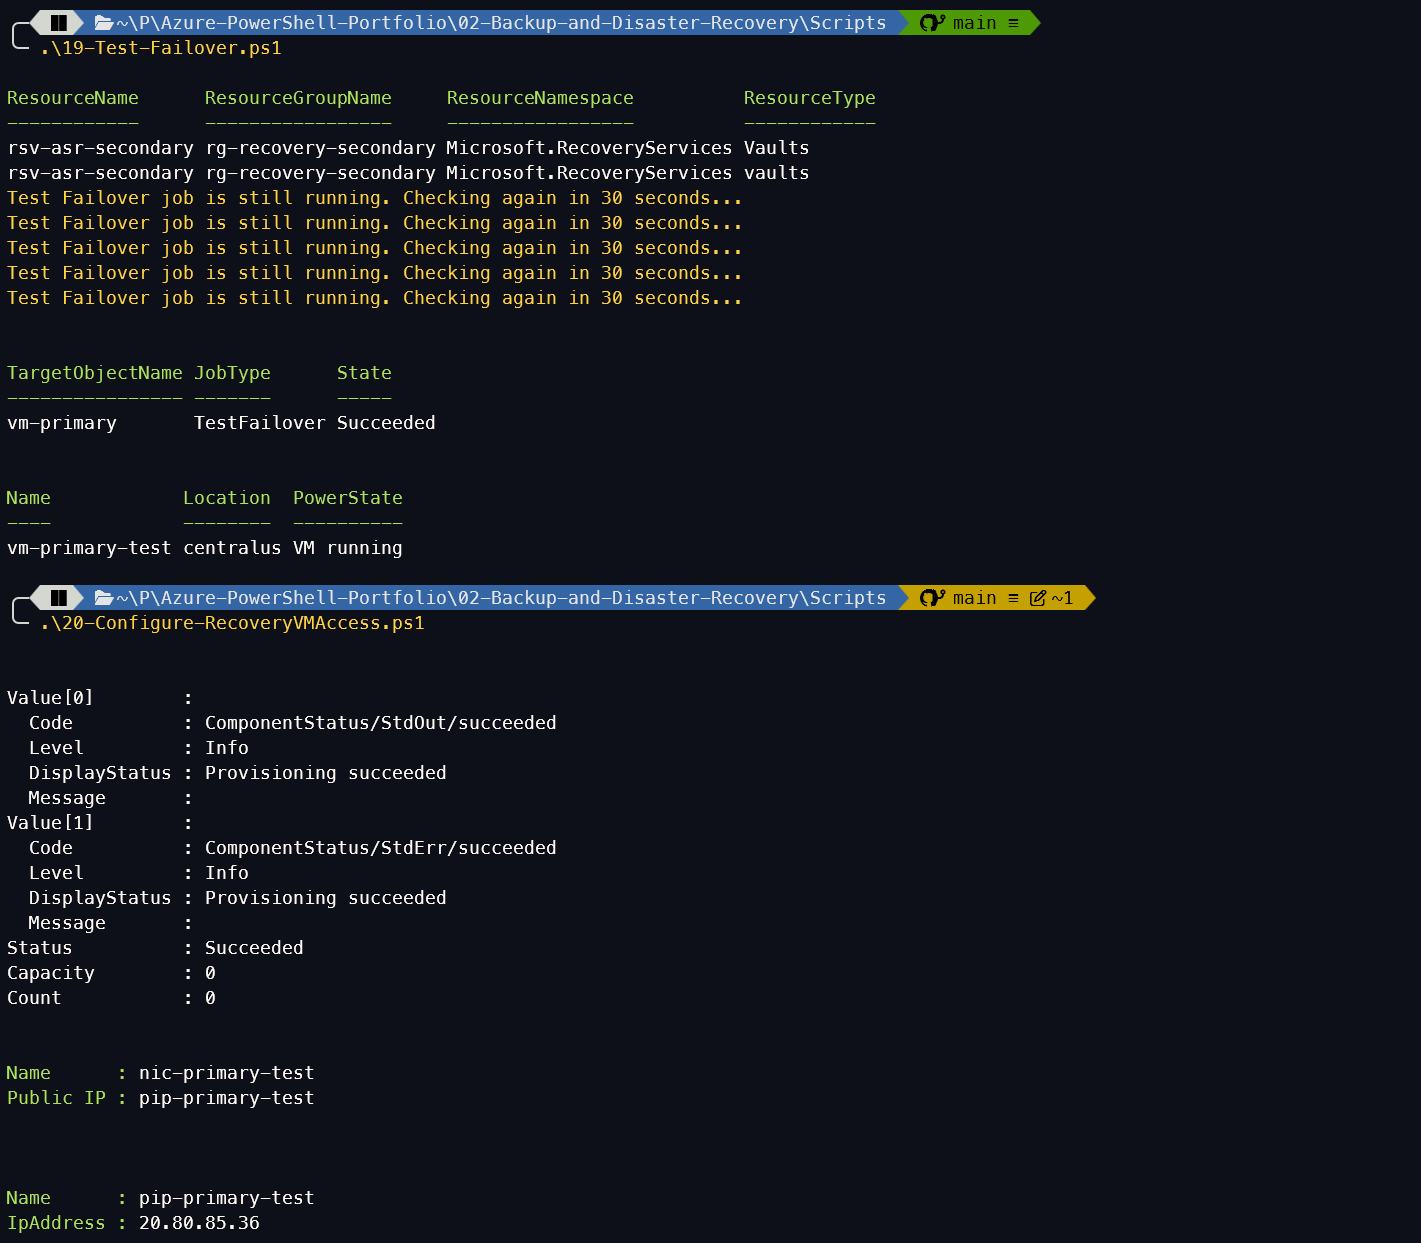 ~\P\Azure-PowerShell-Portfolio\02-Backup-and-Disaster-Recovery\Scripts main ≡
.\19-Test-Failover.ps1
ResourceName ResourceGroupName ResourceNamespace ResourceType
------------ ----------------- ----------------- ------------
rsv-asr-secondary rg-recovery-secondary Microsoft.RecoveryServices Vaults
rsv-asr-secondary rg-recovery-secondary Microsoft.RecoveryServices vaults
Test Failover job is still running. Checking again in 30 seconds...
Test Failover job is still running. Checking again in 30 seconds...
Test Failover job is still running. Checking again in 30 seconds...
Test Failover job is still running. Checking again in 30 seconds...
Test Failover job is still running. Checking again in 30 seconds...
TargetObjectName JobType State
---------------- ------- -----
vm-primary TestFailover Succeeded
Name Location PowerState
---- -------- ----------
vm-primary-test centralus VM running
~\P\Azure-PowerShell-Portfolio\02-Backup-and-Disaster-Recovery\Scripts main ≡ ~1
.\20-Configure-RecoveryVMAccess.ps1
Value[0] :
Code : ComponentStatus/StdOut/succeeded
Level : Info
DisplayStatus : Provisioning succeeded
Message :
Value[1] :
Code : ComponentStatus/StdErr/succeeded
Level : Info
DisplayStatus : Provisioning succeeded
Message :
Status : Succeeded
Capacity : 0
Count : 0
Name : nic-primary-test
Public IP : pip-primary-test
Name : pip-primary-test
IpAddress : 20.80.85.36